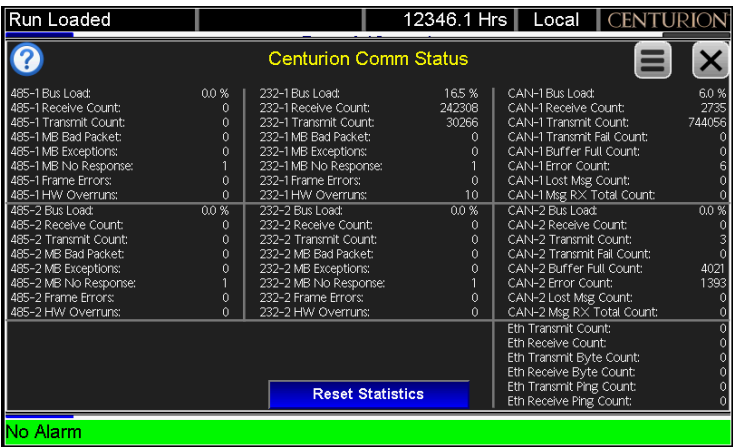 Run Loaded 12346.1 Hrs Local CENTURION
? Centurion Comm Status
485-1 Bus Load: 0.0 %
485-1 Receive Count: 0
485-1 Transmit Count: 0
485-1 MB Bad Packet: 0
485-1 MB Exceptions: 0
485-1 MB No Response: 1
485-1 Frame Errors: 0
485-1 HW Overruns: 0
232-1 Bus Load: 16.5 %
232-1 Receive Count: 242308
232-1 Transmit Count: 30266
232-1 MB Bad Packet: 0
232-1 MB Exceptions: 0
232-1 MB No Response: 1
232-1 Frame Errors: 0
232-1 HW Overruns: 10
CAN-1 Bus Load: 6.0 %
CAN-1 Receive Count: 2735
CAN-1 Transmit Count: 744056
CAN-1 Transmit Fail Count: 0
CAN-1 Buffer Full Count: 0
CAN-1 Error Count: 6
CAN-1 Lost Msg Count: 0
CAN-1 Msg RX Total Count: 0
485-2 Bus Load: 0.0 %
485-2 Receive Count: 0
485-2 Transmit Count: 0
485-2 MB Bad Packet: 0
485-2 MB Exceptions: 0
485-2 MB No Response: 1
485-2 Frame Errors: 0
485-2 HW Overruns: 0
232-2 Bus Load: 0.0 %
232-2 Receive Count: 0
232-2 Transmit Count: 0
232-2 MB Bad Packet: 0
232-2 MB Exceptions: 0
232-2 MB No Response: 1
232-2 Frame Errors: 0
232-2 HW Overruns: 0
CAN-2 Bus Load: 0.0 %
CAN-2 Receive Count: 0
CAN-2 Transmit Count: 3
CAN-2 Transmit Fail Count: 0
CAN-2 Buffer Full Count: 4021
CAN-2 Error Count: 1393
CAN-2 Lost Msg Count: 0
CAN-2 Msg RX Total Count: 0
Eth Transmit Count: 0
Eth Receive Count: 0
Eth Transmit Byte Count: 0
Eth Receive Byte Count: 0
Eth Transmit Ping Count: 0
Eth Receive Ping Count: 0
Reset Statistics
No Alarm